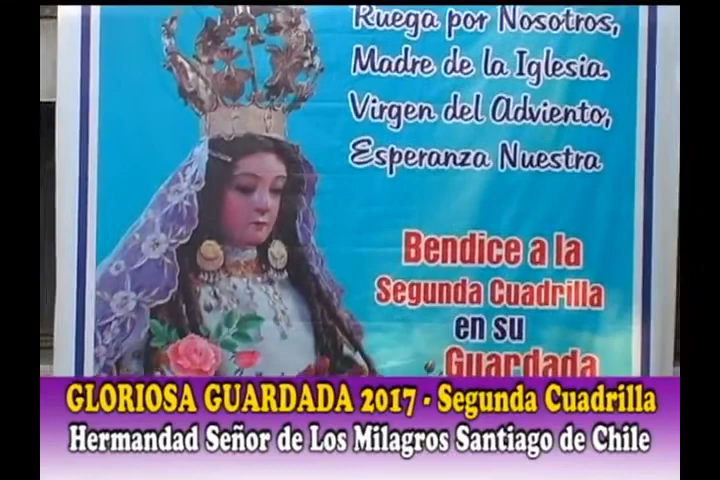 Ruega por Nosotros,
Madre de la Iglesia.
Virgen del Adviento,
Esperanza Nuestra
Bendice a la
Segunda Cuadrilla
en su
Guardada
GLORIOSA GUARDADA 2017 - Segunda Cuadrilla
Hermandad Señor de Los Milagros Santiago de Chile